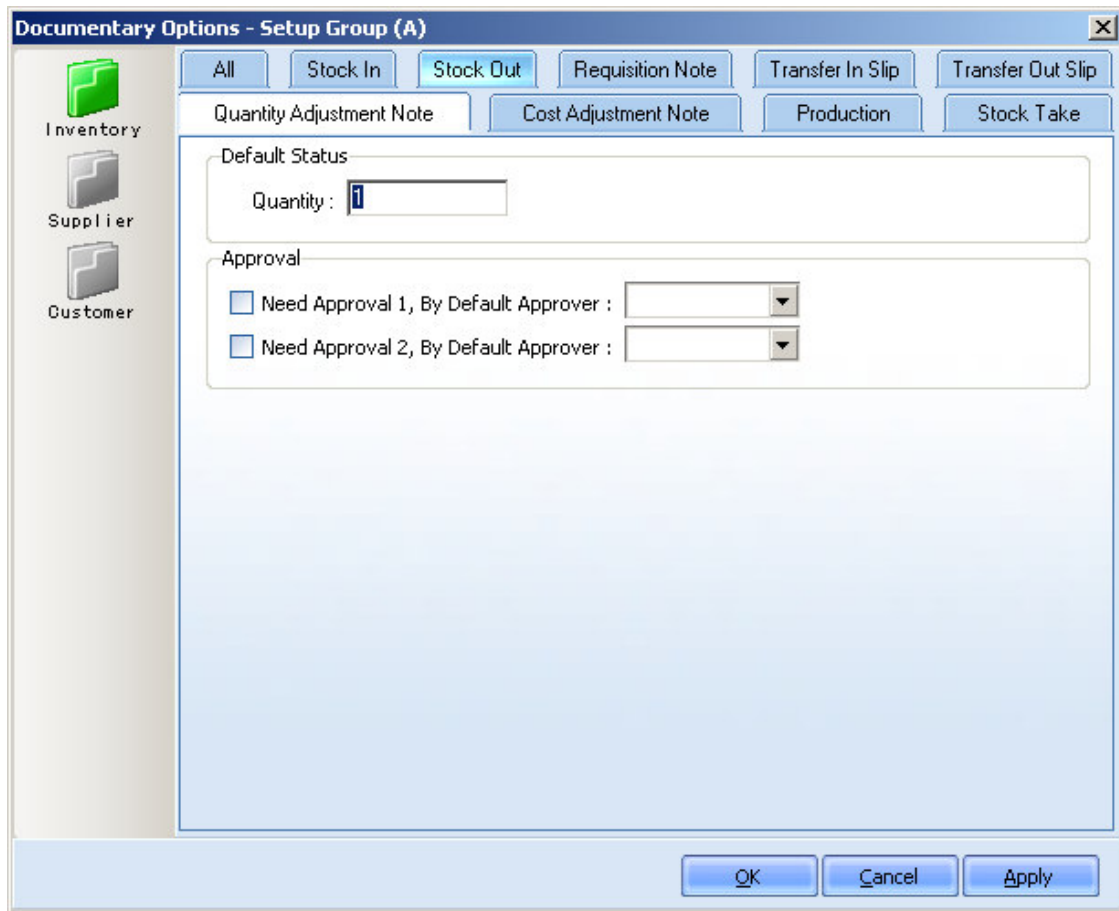 Documentary Options - Setup Group (A)
Inventory
Supplier
Customer
All Stock In Stock Out Requisition Note Transfer In Slip Transfer Out Slip
Quantity Adjustment Note Cost Adjustment Note Production Stock Take
Default Status
Quantity : 1
Approval
Need Approval 1, By Default Approver :
Need Approval 2, By Default Approver :
OK Cancel Apply